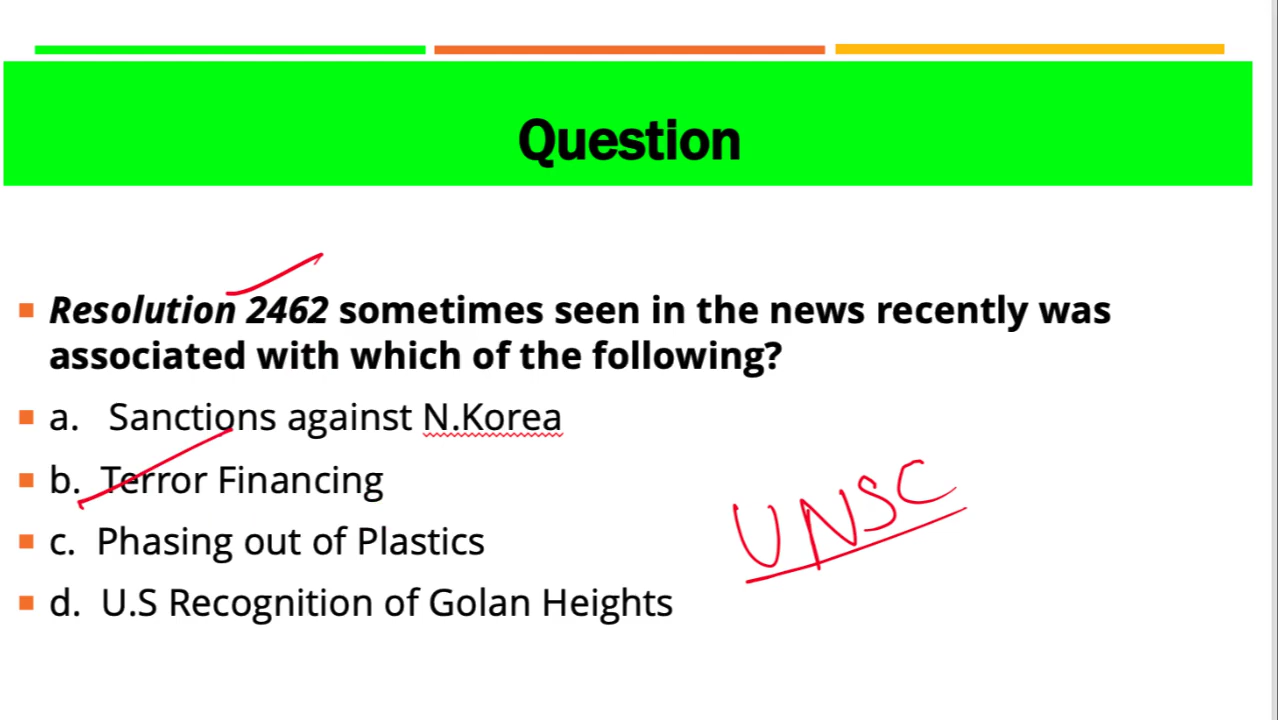 Question
Resolution 2462 sometimes seen in the news recently was
associated with which of the following?
a. Sanctions against N.Korea
b. Terror Financing
c. Phasing out of Plastics
d. U.S Recognition of Golan Heights
UNSC